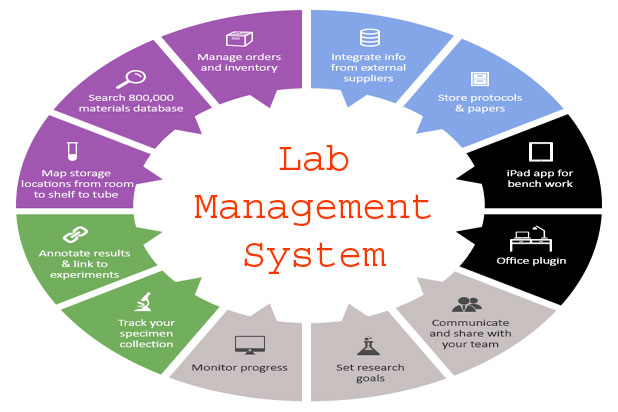 Manage orders
and inventory
Integrate info
from external
suppliers
Store protocols
& papers
iPad app for
bench work
Office plugin
Communicate
and share with
your team
Set research
goals
Monitor progress
Track your
specimen
collection
Annotate results
& link to
experiments
Map storage
locations from room
to shelf to tube
Search 800,000
materials database
Lab
Management
System